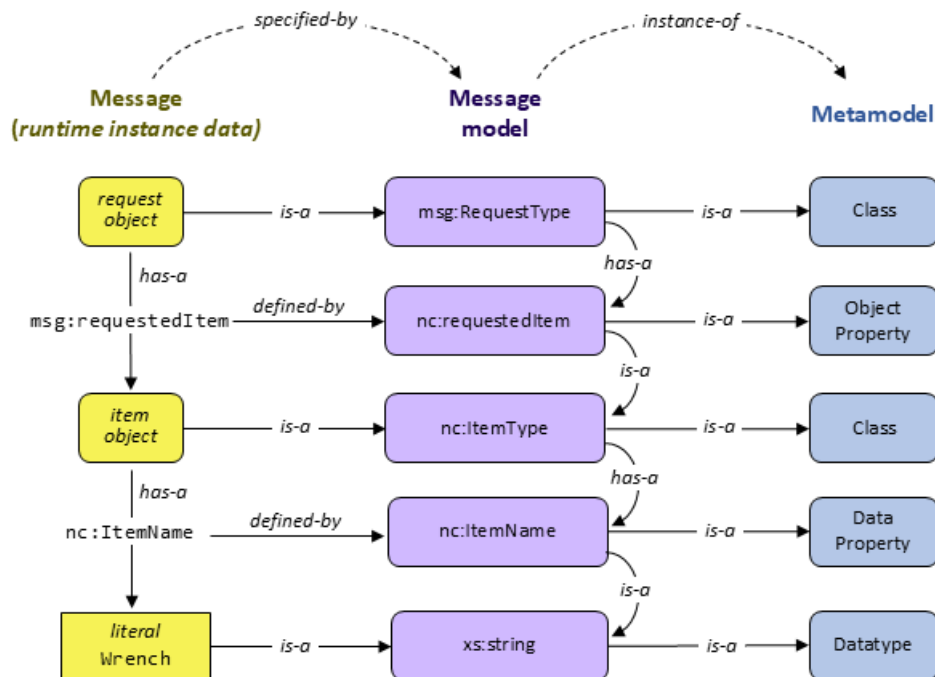 specified-by
instance-of
Message
(runtime instance data)
Message
model
Metamodel
request
object
is-a
msg:RequestType
is-a
Class
has-a
has-a
msg:requestedItem
defined-by
nc:requestedItem
is-a
Object
Property
is-a
item
object
is-a
nc:ItemType
is-a
Class
has-a
has-a
nc:ItemName
defined-by
nc:ItemName
is-a
Data
Property
is-a
literal
Wrench
is-a
xs:string
is-a
Datatype